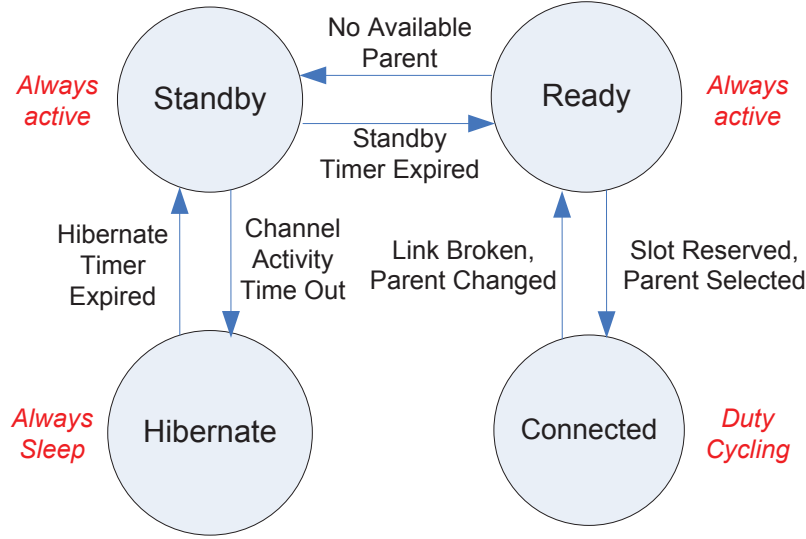 No Available
Parent
Always
active
Standby
Ready
Always
active
Standby
Timer Expired
Hibernate
Timer
Expired
Channel
Activity
Time Out
Link Broken,
Parent Changed
Slot Reserved,
Parent Selected
Always
Sleep
Hibernate
Connected
Duty
Cycling